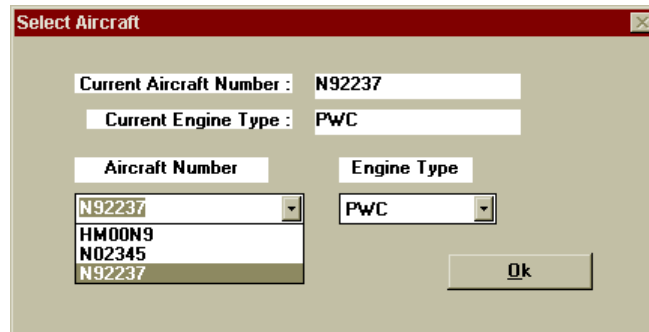 Select Aircraft
Current Aircraft Number : N92237
Current Engine Type : PWC
Aircraft Number Engine Type
N92237 PWC
HM00N9
N02345
N92237
Ok